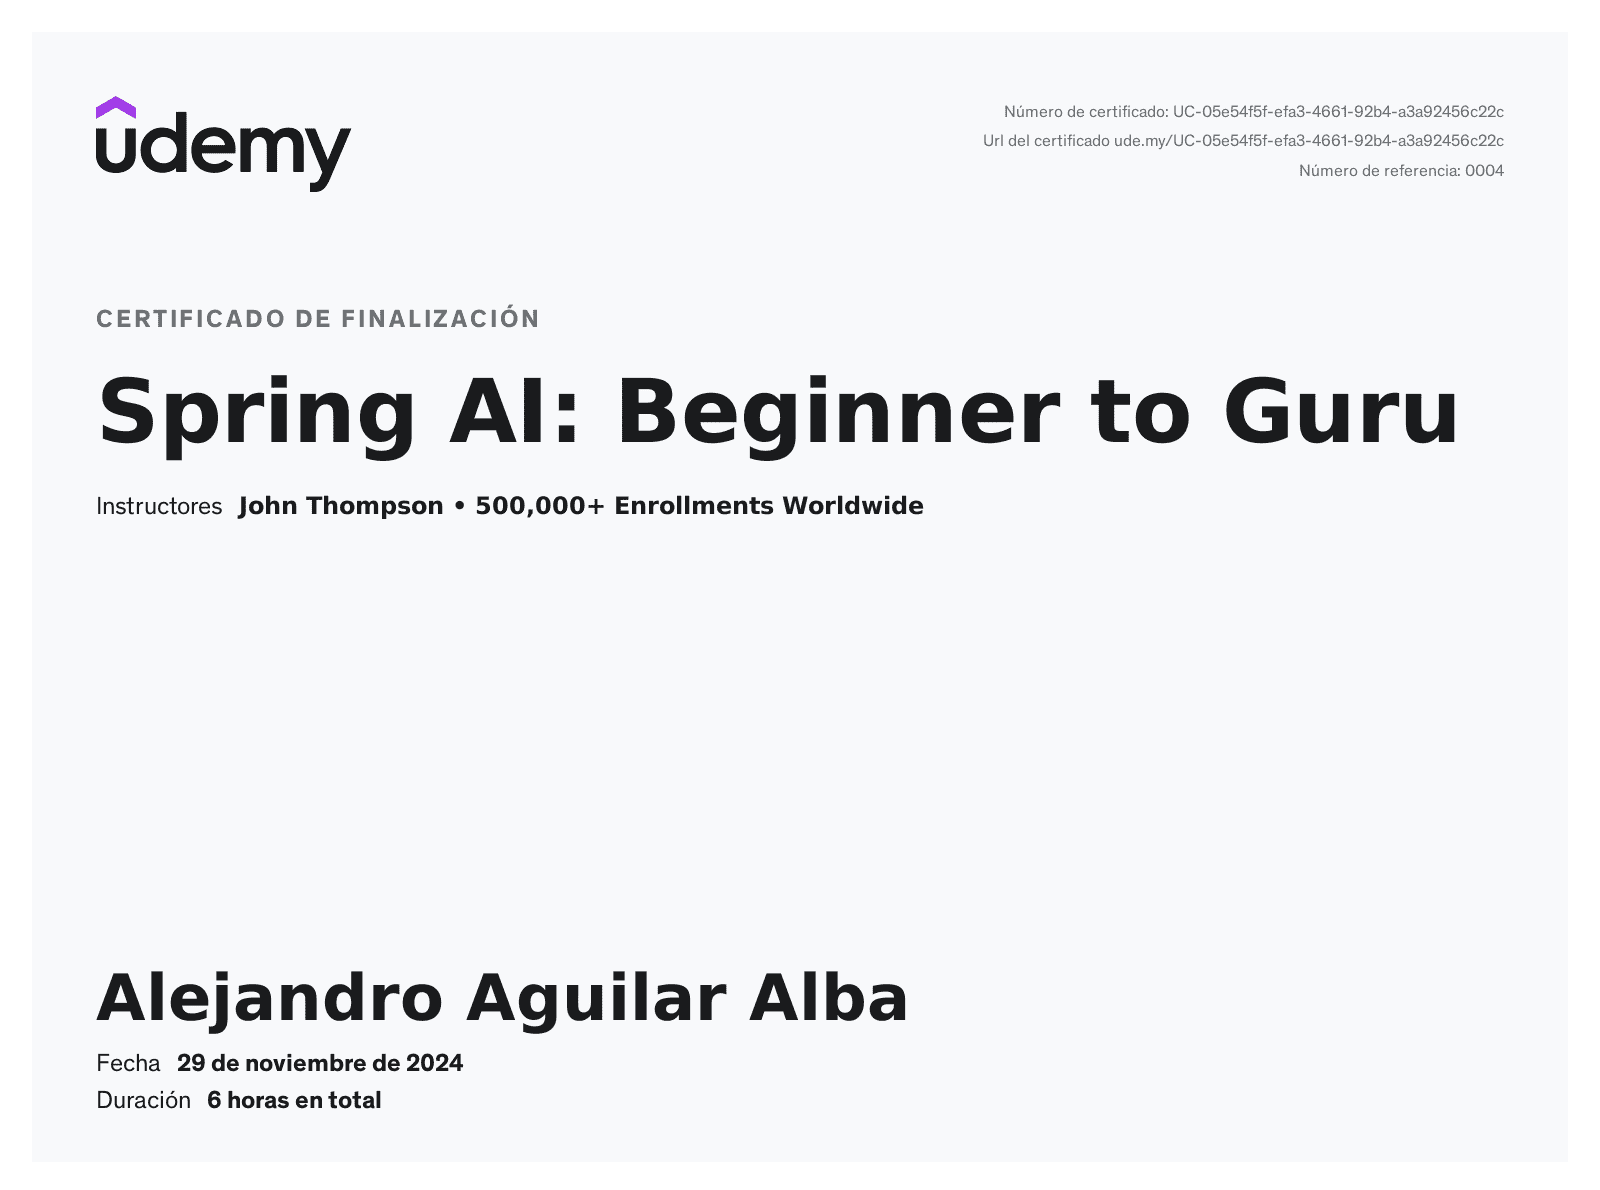 udemy
Número de certificado: UC-05e54f5f-efa3-4661-92b4-a3a92456c22c
Url del certificado ude.my/UC-05e54f5f-efa3-4661-92b4-a3a92456c22c
Número de referencia: 0004
CERTIFICADO DE FINALIZACIÓN
Spring AI: Beginner to Guru
Instructores John Thompson • 500,000+ Enrollments Worldwide
Alejandro Aguilar Alba
Fecha 29 de noviembre de 2024
Duración 6 horas en total